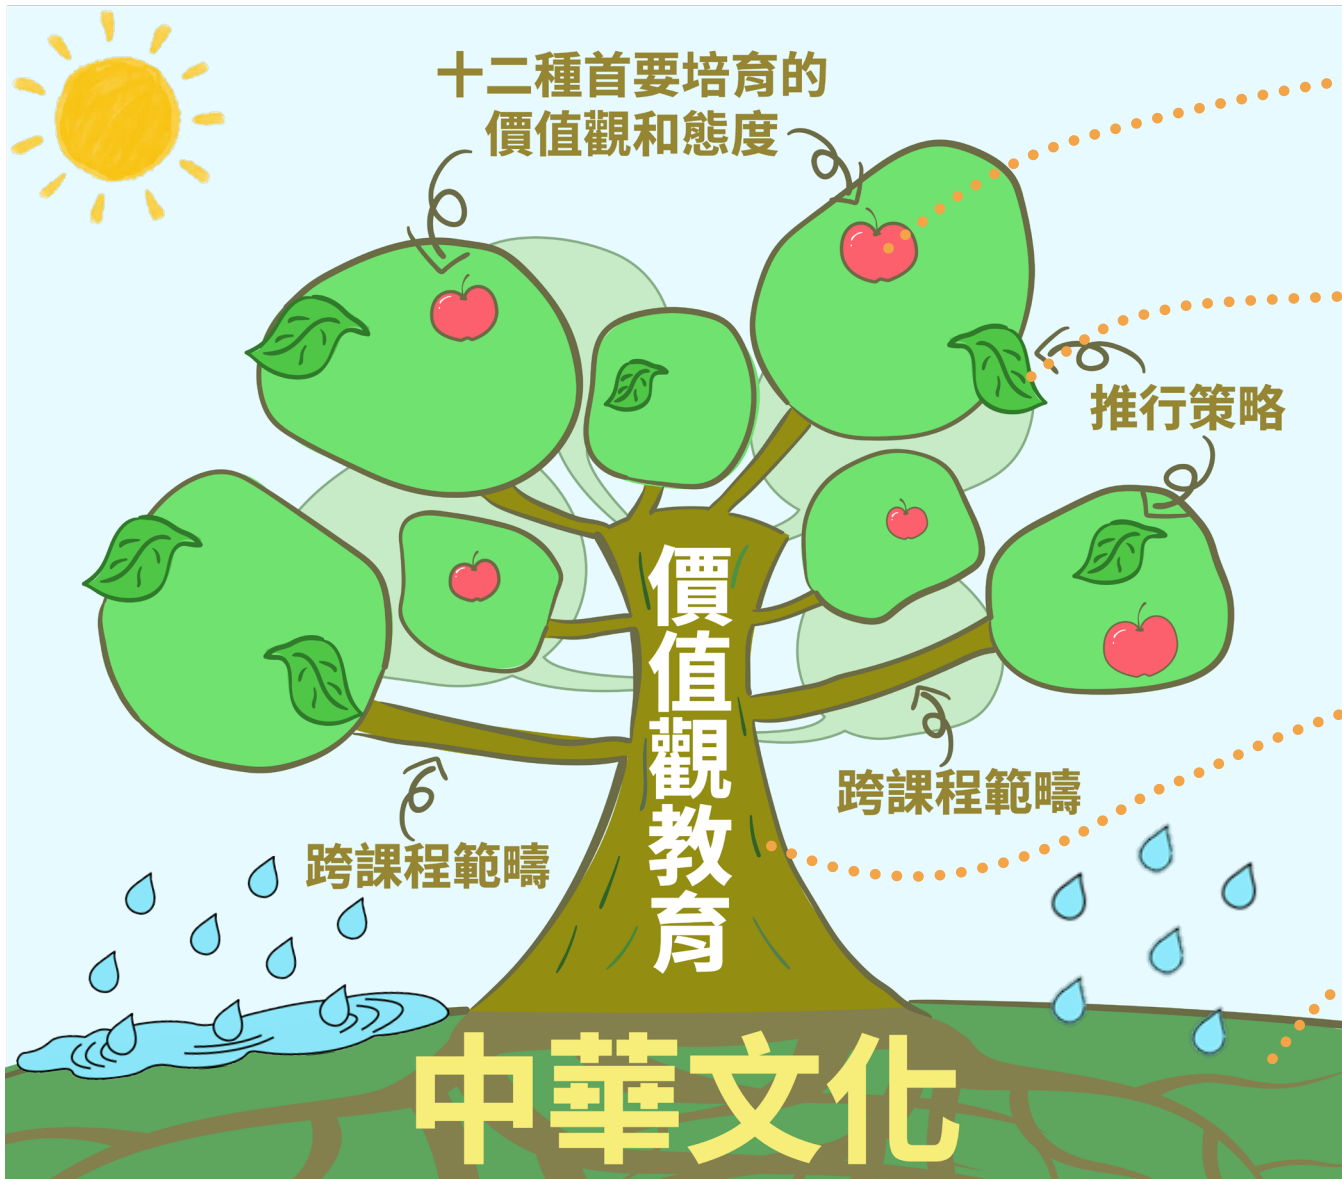 十二種首要培育的
價值觀和態度
推行策略
價值觀教育
跨課程範疇
跨課程範疇
中華文化